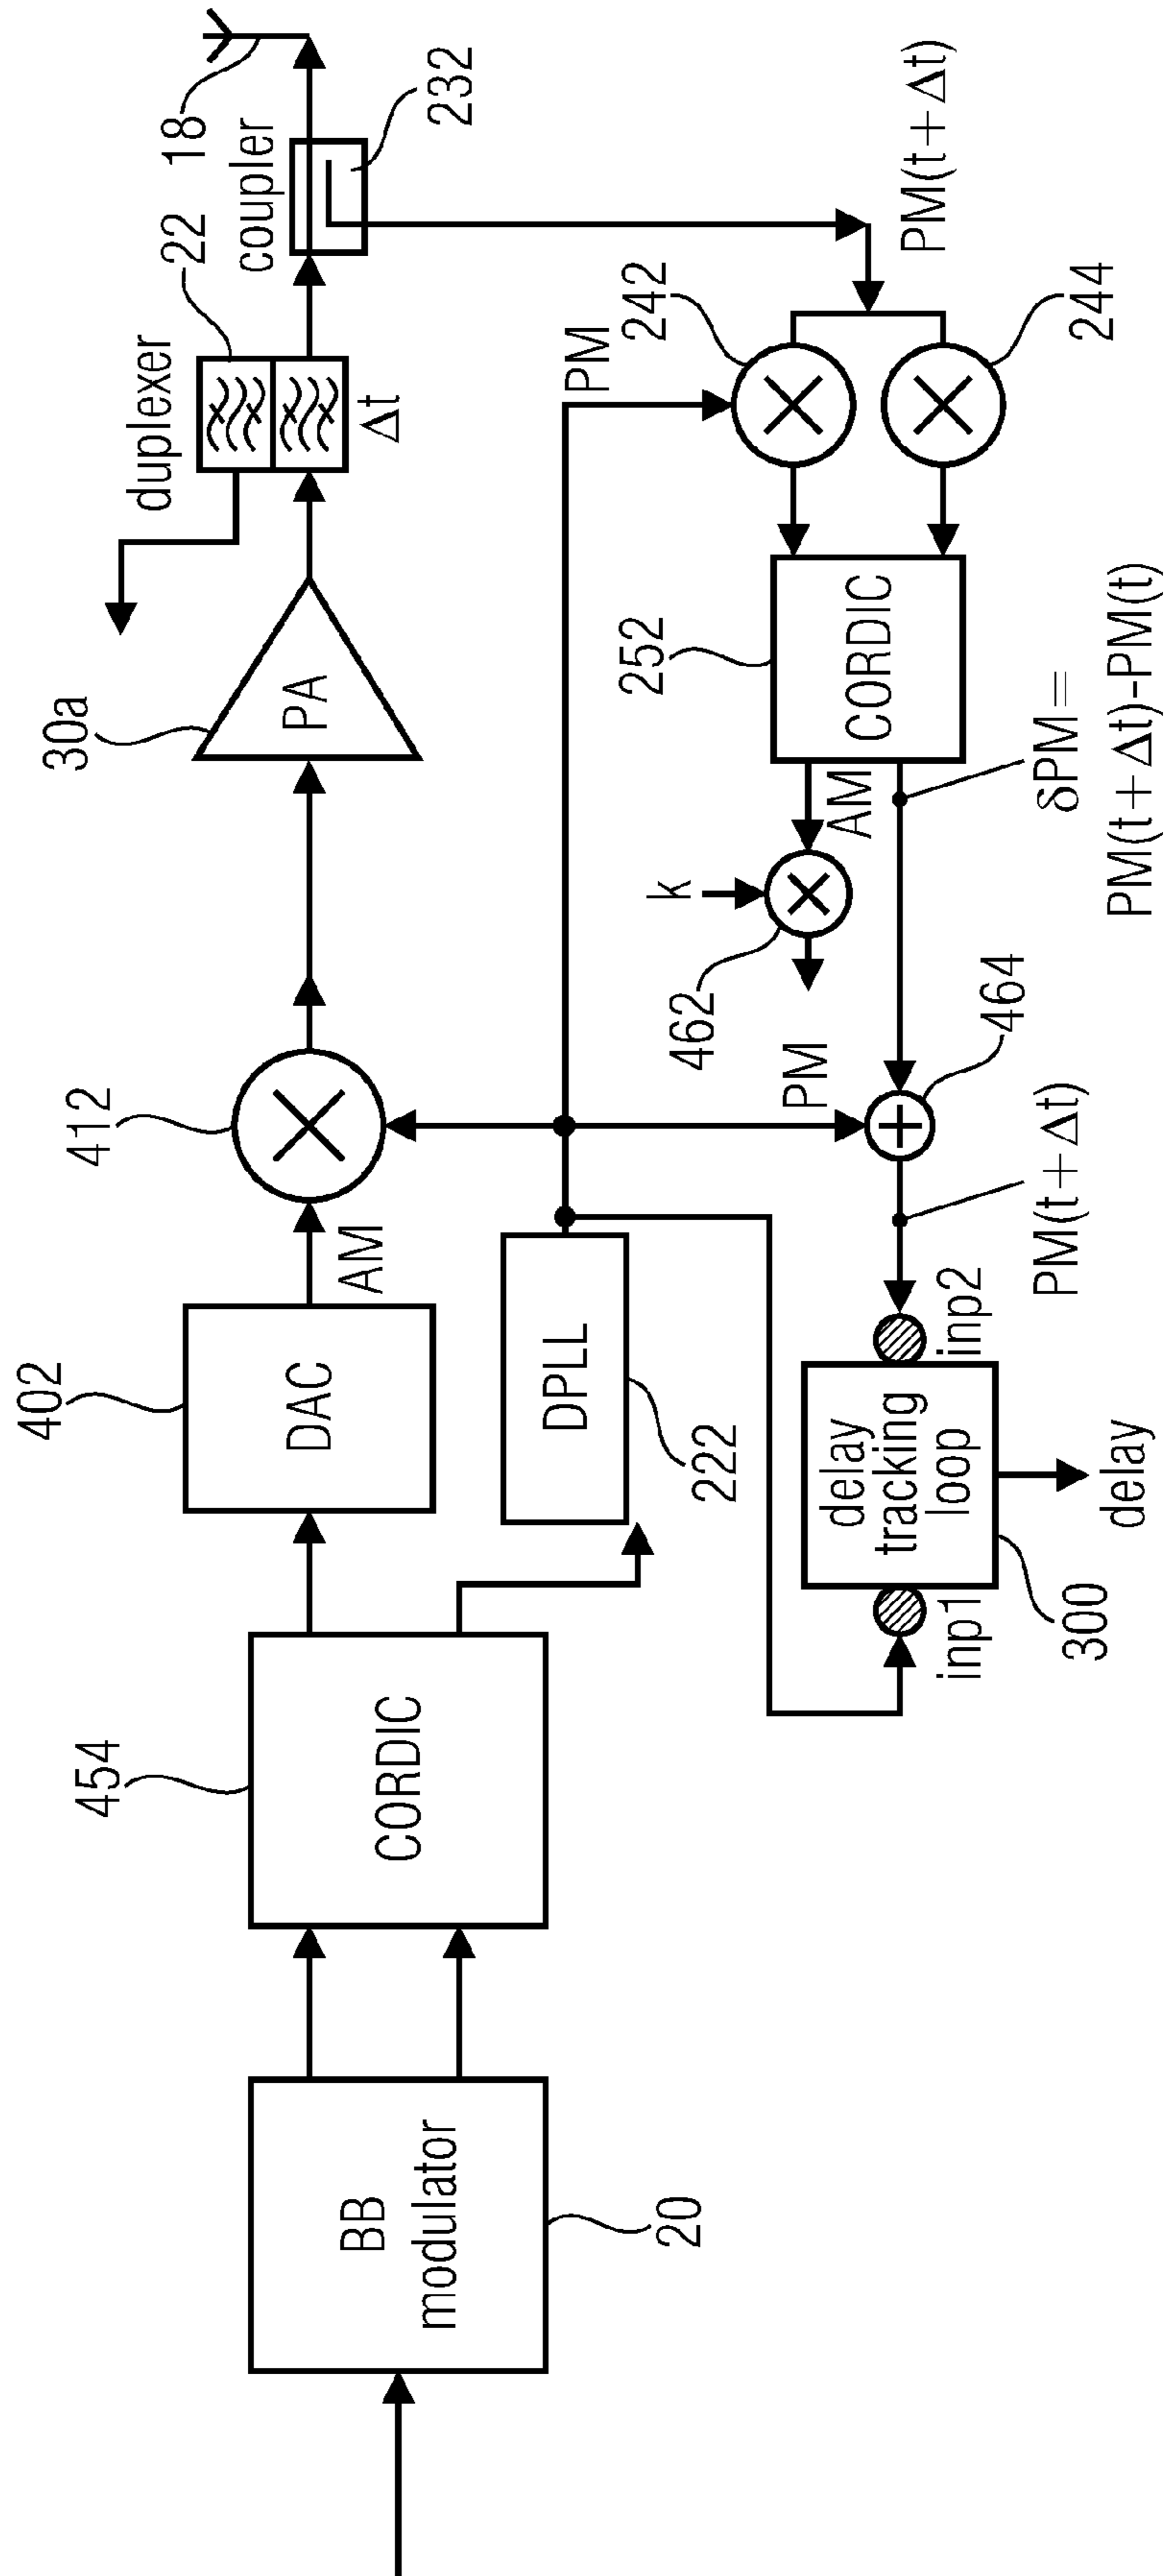 BB
modulator
20
454
CORDIC
402
DAC
AM
412
30a
PA
duplexer
22
Δt
18
coupler
232
DPLL
222
PM
242
244
PM(t+Δt)
252
CORDIC
AM
k
462
δPM=
PM(t+Δt)-PM(t)
PM
464
PM(t+Δt)
inp1
delay
tracking
loop
inp2
300
delay